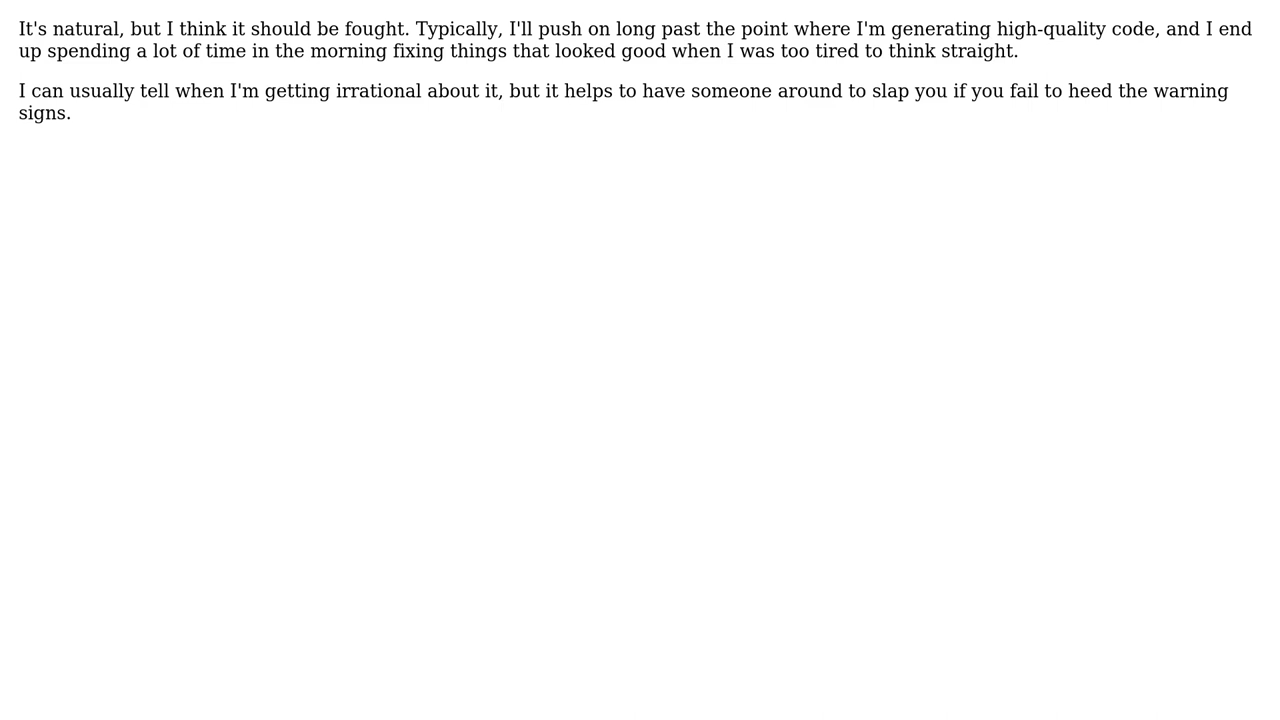 It's natural, but I think it should be fought. Typically, I'll push on long past the point where I'm generating high-quality code, and I end
up spending a lot of time in the morning fixing things that looked good when I was too tired to think straight.
I can usually tell when I'm getting irrational about it, but it helps to have someone around to slap you if you fail to heed the warning
signs.